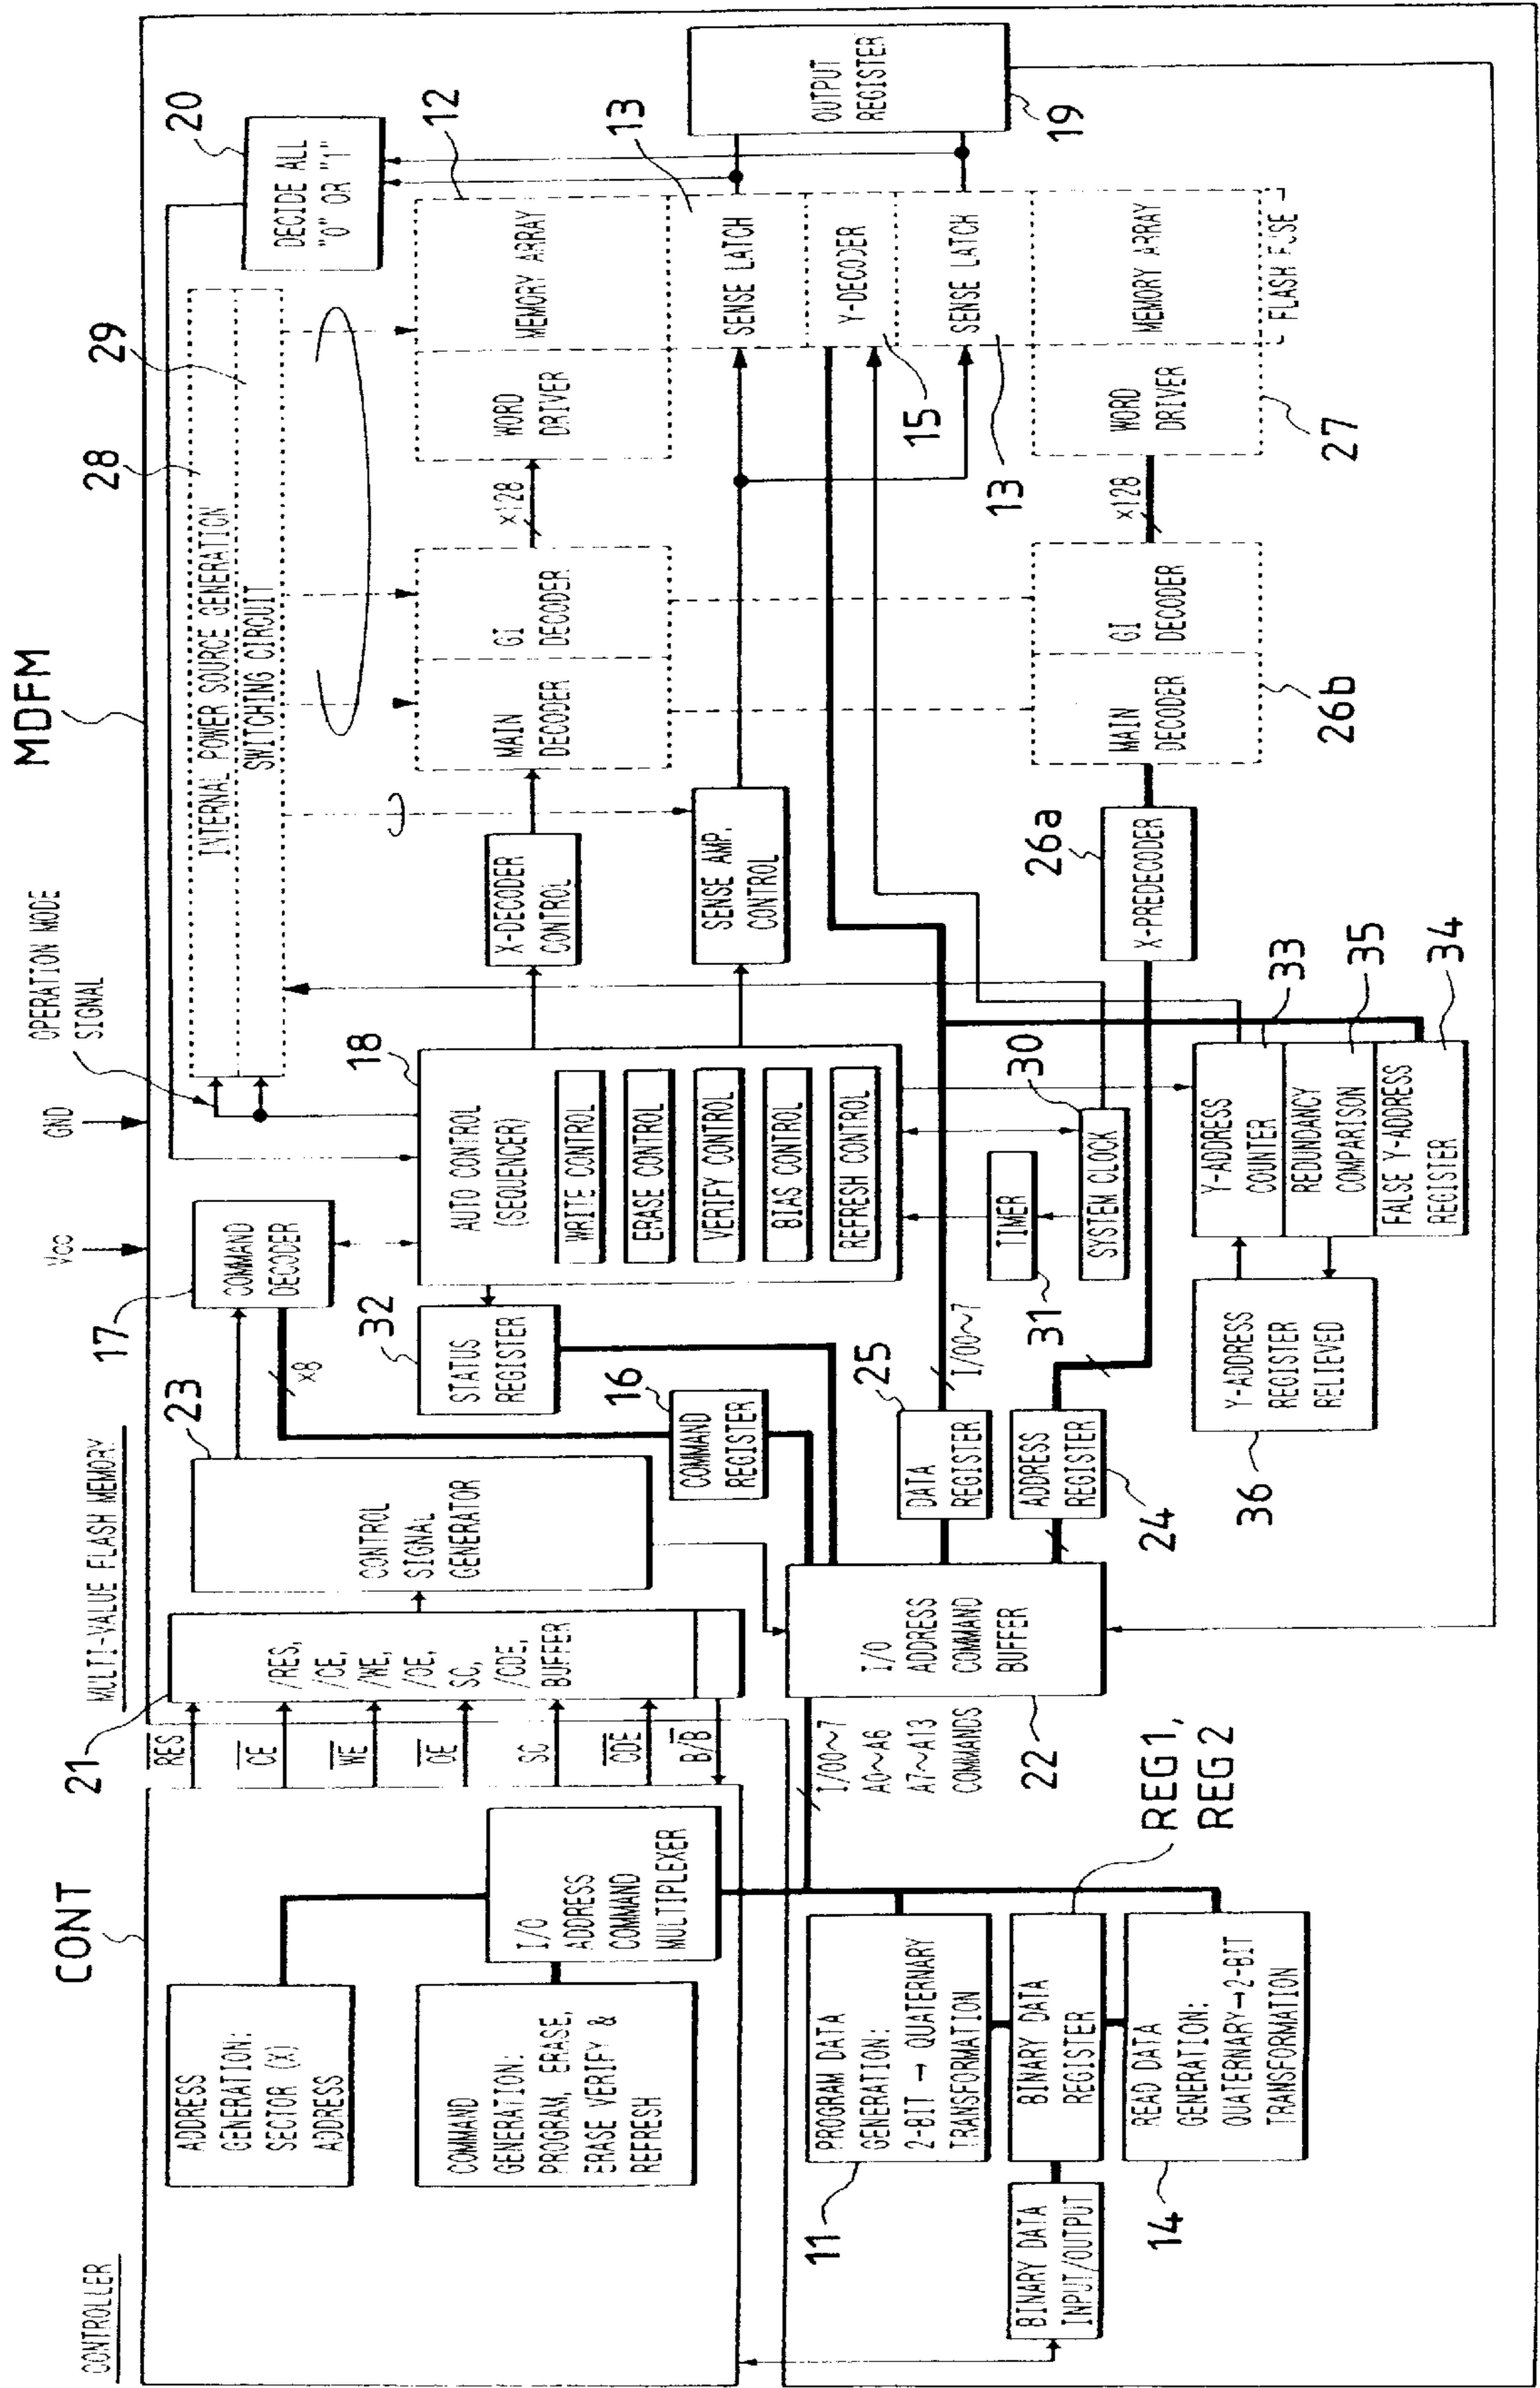 CONTROLLER
CONT
ADDRESS
GENERATION:
SECTOR (X)
ADDRESS
COMMAND
GENERATION:
PROGRAM, ERASE,
ERASE VERIFY &
REFRESH
I/O
ADDRESS
COMMAND
MULTIPLEXER
11
PROGRAM DATA
GENERATION:
2-BIT → QUATERNARY
TRANSFORMATION
BINARY DATA
INPUT/OUTPUT
BINARY DATA
REGISTER
REG1,
REG2
14
READ DATA
GENERATION:
QUATERNARY→2-BIT
TRANSFORMATION
MULTI-VALUE FLASH MEMORY
MDFM
21
RES
CE
WE
OE
SC
CDE
B/B
/RES,
/CE,
/WE,
/OE,
SC,
/CDE,
BUFFER
I/O0~7
A0~A6
A7~A13
COMMANDS
22
I/O
ADDRESS
COMMAND
BUFFER
23
CONTROL
SIGNAL
GENERATOR
16
COMMAND
REGISTER
25
DATA
REGISTER
24
ADDRESS
REGISTER
36
Y-ADDRESS
REGISTER
RELIEVED
17
COMMAND
DECODER
×8
32
STATUS
REGISTER
I/O0~7
Vcc
GND
OPERATION MODE
SIGNAL
18
AUTO CONTROL
(SEQUENCER)
WRITE CONTROL
ERASE CONTROL
VERIFY CONTROL
BIAS CONTROL
REFRESH CONTROL
31
TIMER
30
SYSTEM CLOCK
Y-ADDRESS
COUNTER
33
REDUNDANCY
COMPARISON
35
FALSE Y-ADDRESS
REGISTER
34
28
29
INTERNAL POWER SOURCE GENERATION
SWITCHING CIRCUIT
X-DECODER
CONTROL
SENSE AMP.
CONTROL
26a
X-PREDECODER
MAIN
DECODER
GI
DECODER
×128
WORD
DRIVER
MEMORY ARRAY
12
SENSE LATCH
13
Y-DECODER
15
SENSE LATCH
13
MAIN
DECODER
GI
DECODER
26b
×128
WORD
DRIVER
27
MEMORY ARRAY
FLASH FUSE
20
DECIDE ALL
"0" OR "1"
OUTPUT
REGISTER
19